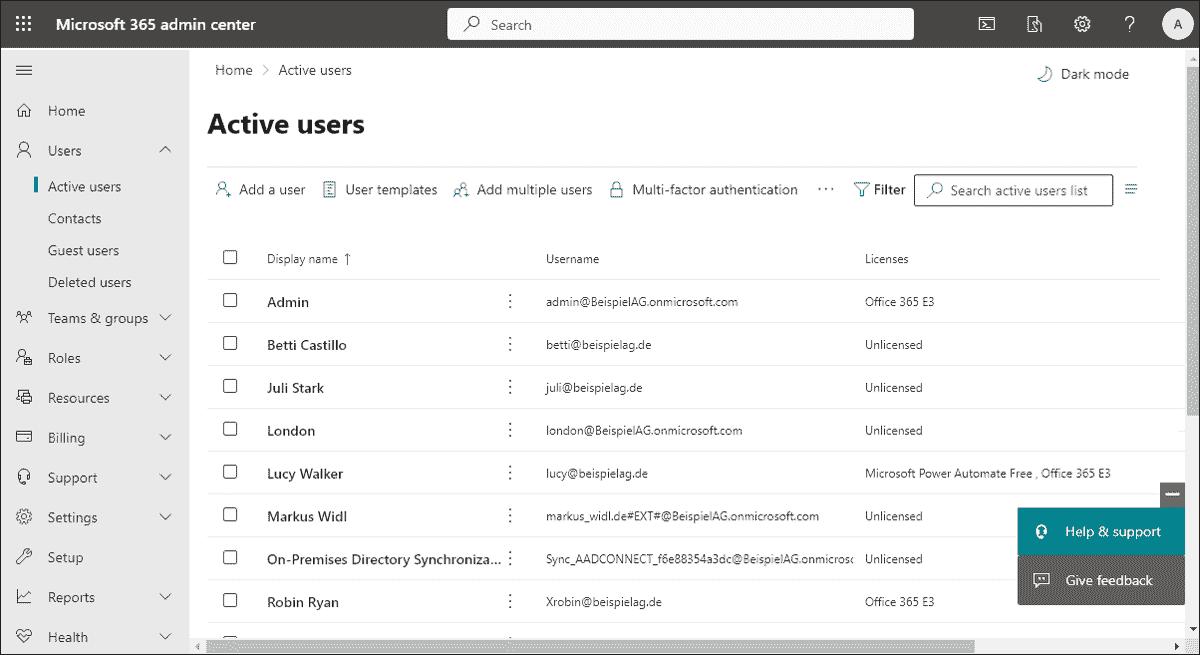 Microsoft 365 admin center
Search
?
A
Home
Users
Active users
Contacts
Guest users
Deleted users
Teams & groups
Roles
Resources
Billing
Support
Settings
Setup
Reports
Health
Home > Active users
Dark mode
Active users
Add a user User templates Add multiple users Multi-factor authentication ... Filter Search active users list
Display name ↑ Username Licenses
Admin admin@BeispielAG.onmicrosoft.com Office 365 E3
Betti Castillo betti@beispielag.de Unlicensed
Juli Stark juli@beispielag.de Unlicensed
London london@BeispielAG.onmicrosoft.com Unlicensed
Lucy Walker lucy@beispielag.de Microsoft Power Automate Free , Office 365 E3
Markus Widl markus_widl.de#EXT#@BeispielAG.onmicrosoft.com Unlicensed
On-Premises Directory Synchroniza... Sync_AADCONNECT_f6e88354a3dc@BeispielAG.onmicrosc Unlicensed
Robin Ryan Xrobin@beispielag.de Office 365 E3
Help & support
Give feedback